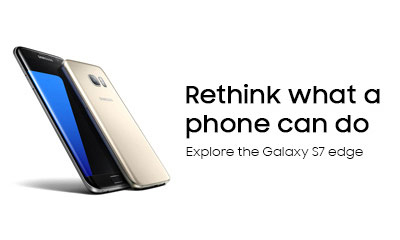 Rethink what a
phone can do
Explore the Galaxy S7 edge